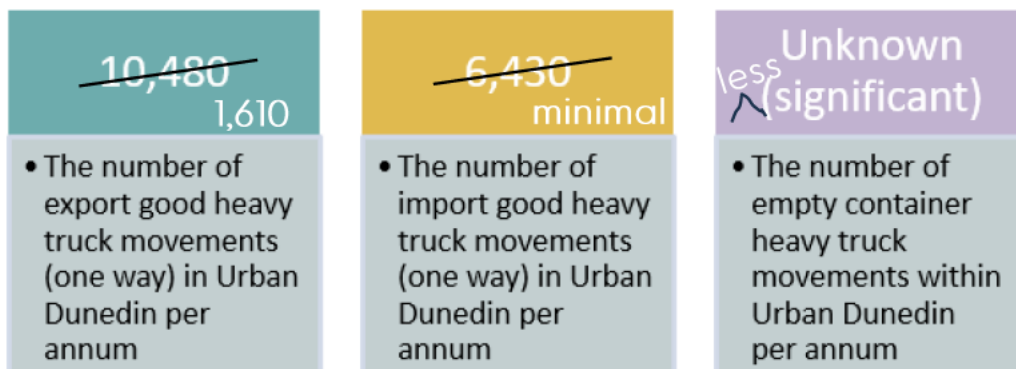 10,480
1,610
• The number of
export good heavy
truck movements
(one way) in Urban
Dunedin per
annum
6,430
minimal
• The number of
import good heavy
truck movements
(one way) in Urban
Dunedin per
annum
Unknown
less
(significant)
• The number of
empty container
heavy truck
movements within
Urban Dunedin
per annum